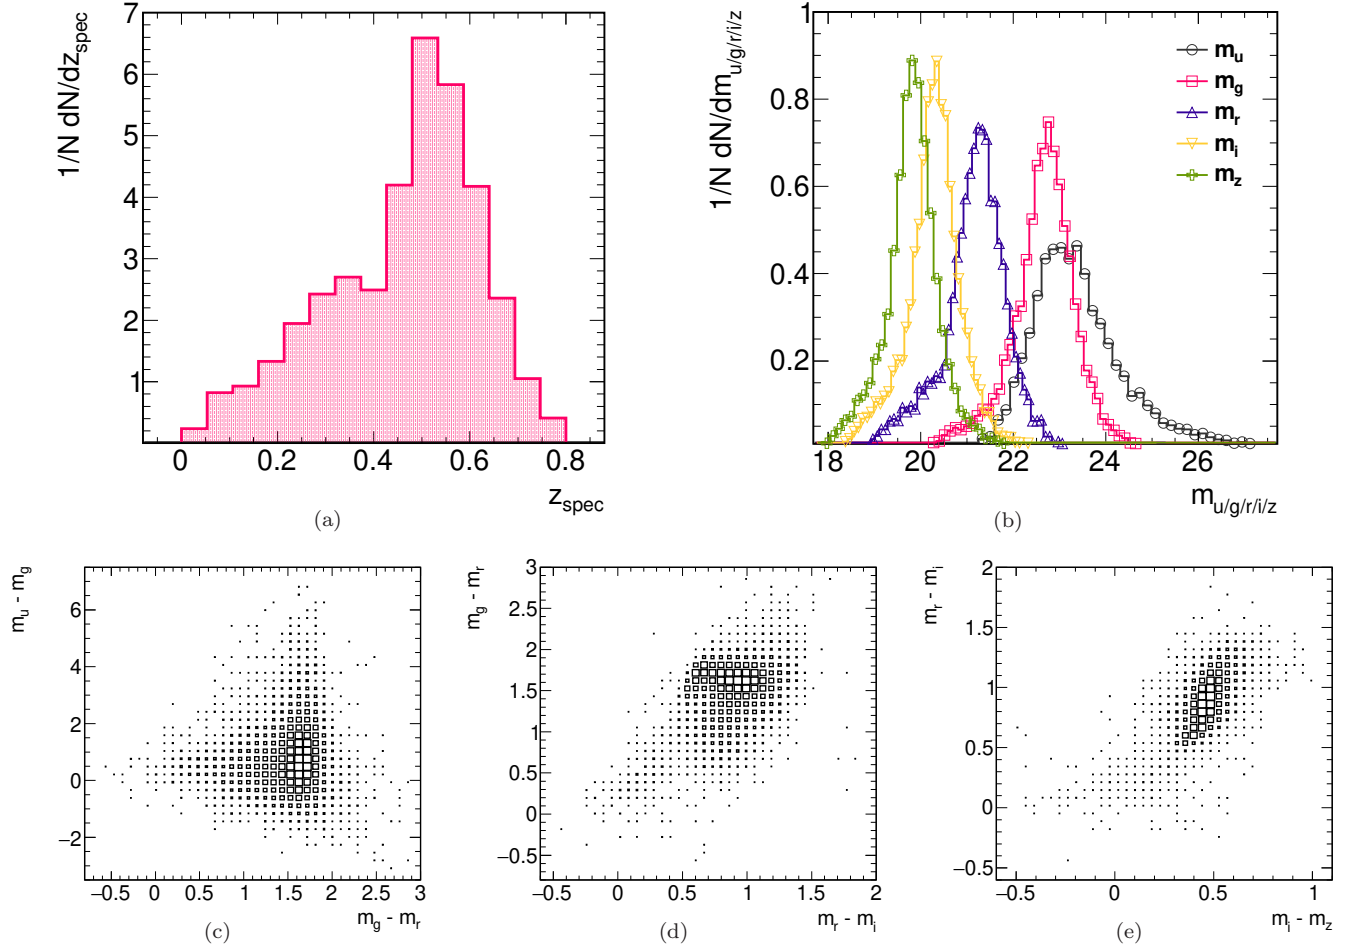 1/N dN/dz_spec
7
6
5
4
3
2
1
0 0.2 0.4 0.6 0.8
z_spec
(a)
1/N dN/dm_u/g/r/i/z
1
0.8
0.6
0.4
0.2
18 20 22 24 26
m_u/g/r/i/z
m_u
m_g
m_r
m_i
m_z
(b)
m_u - m_g
6
4
2
0
−2
−0.5 0 0.5 1 1.5 2 2.5 3
m_g - m_r
(c)
m_g - m_r
3
2.5
2
1.5
1
0.5
0
−0.5
−0.5 0 0.5 1 1.5 2
m_r - m_i
(d)
m_r - m_i
2
1.5
1
0.5
0
−0.5
−0.5 0 0.5 1
m_i - m_z
(e)